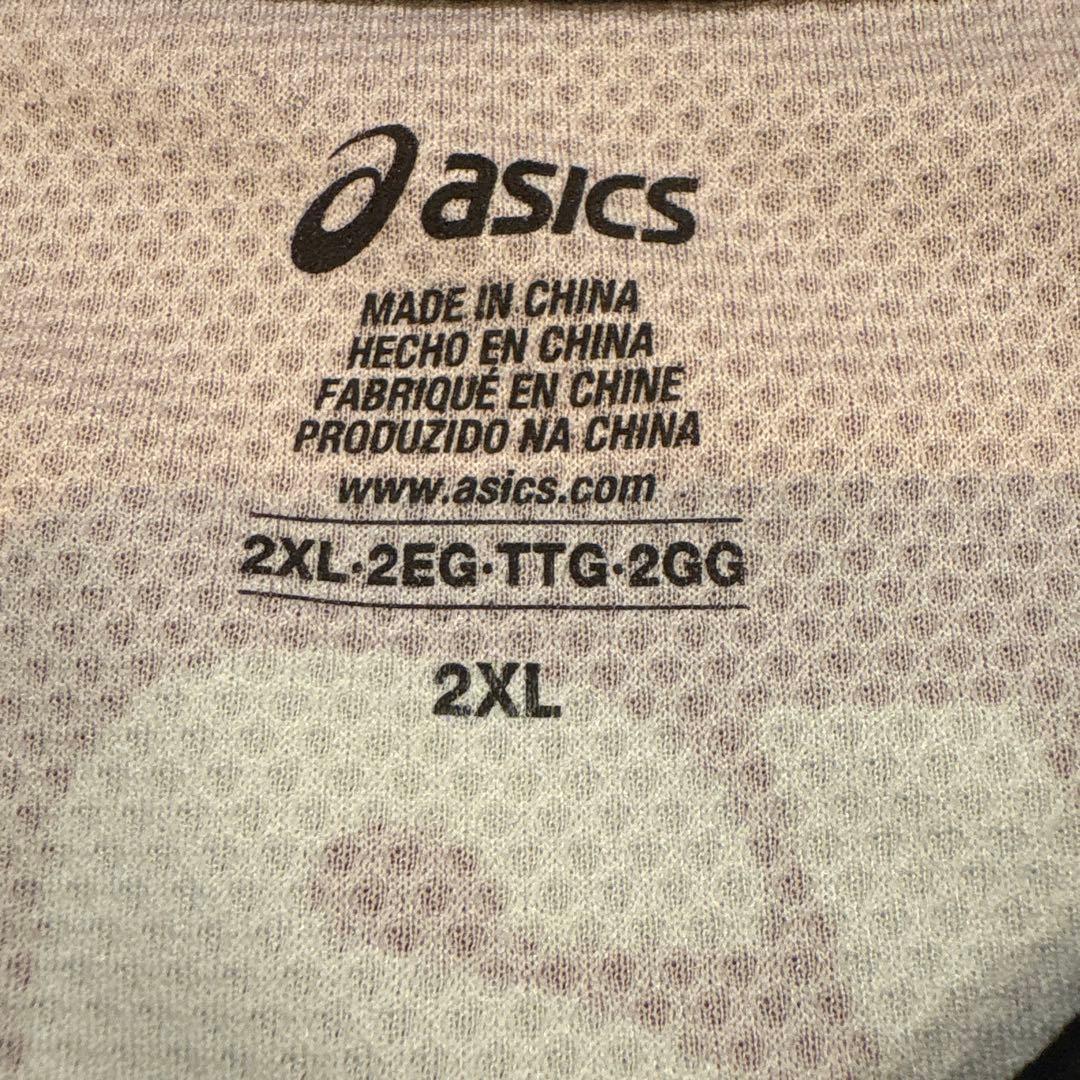 asics
MADE IN CHINA
HECHO EN CHINA
FABRIQUÉ EN CHINE
PRODUZIDO NA CHINA
www.asics.com
2XL·2EG·TTG·2GG
2XL